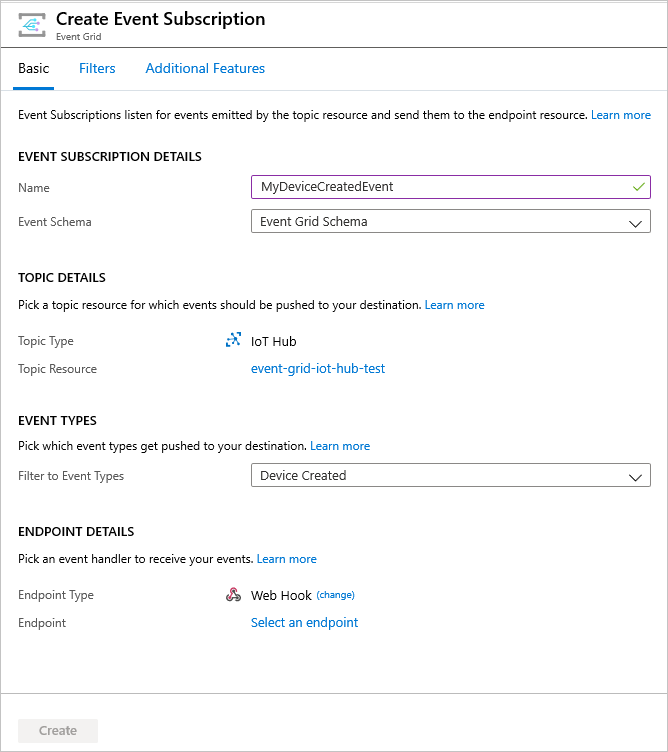 Create Event Subscription
Event Grid
Basic Filters Additional Features
Event Subscriptions listen for events emitted by the topic resource and send them to the endpoint resource. Learn more
EVENT SUBSCRIPTION DETAILS
Name MyDeviceCreatedEvent
Event Schema Event Grid Schema
TOPIC DETAILS
Pick a topic resource for which events should be pushed to your destination. Learn more
Topic Type IoT Hub
Topic Resource event-grid-iot-hub-test
EVENT TYPES
Pick which event types get pushed to your destination. Learn more
Filter to Event Types Device Created
ENDPOINT DETAILS
Pick an event handler to receive your events. Learn more
Endpoint Type Web Hook (change)
Endpoint Select an endpoint
Create